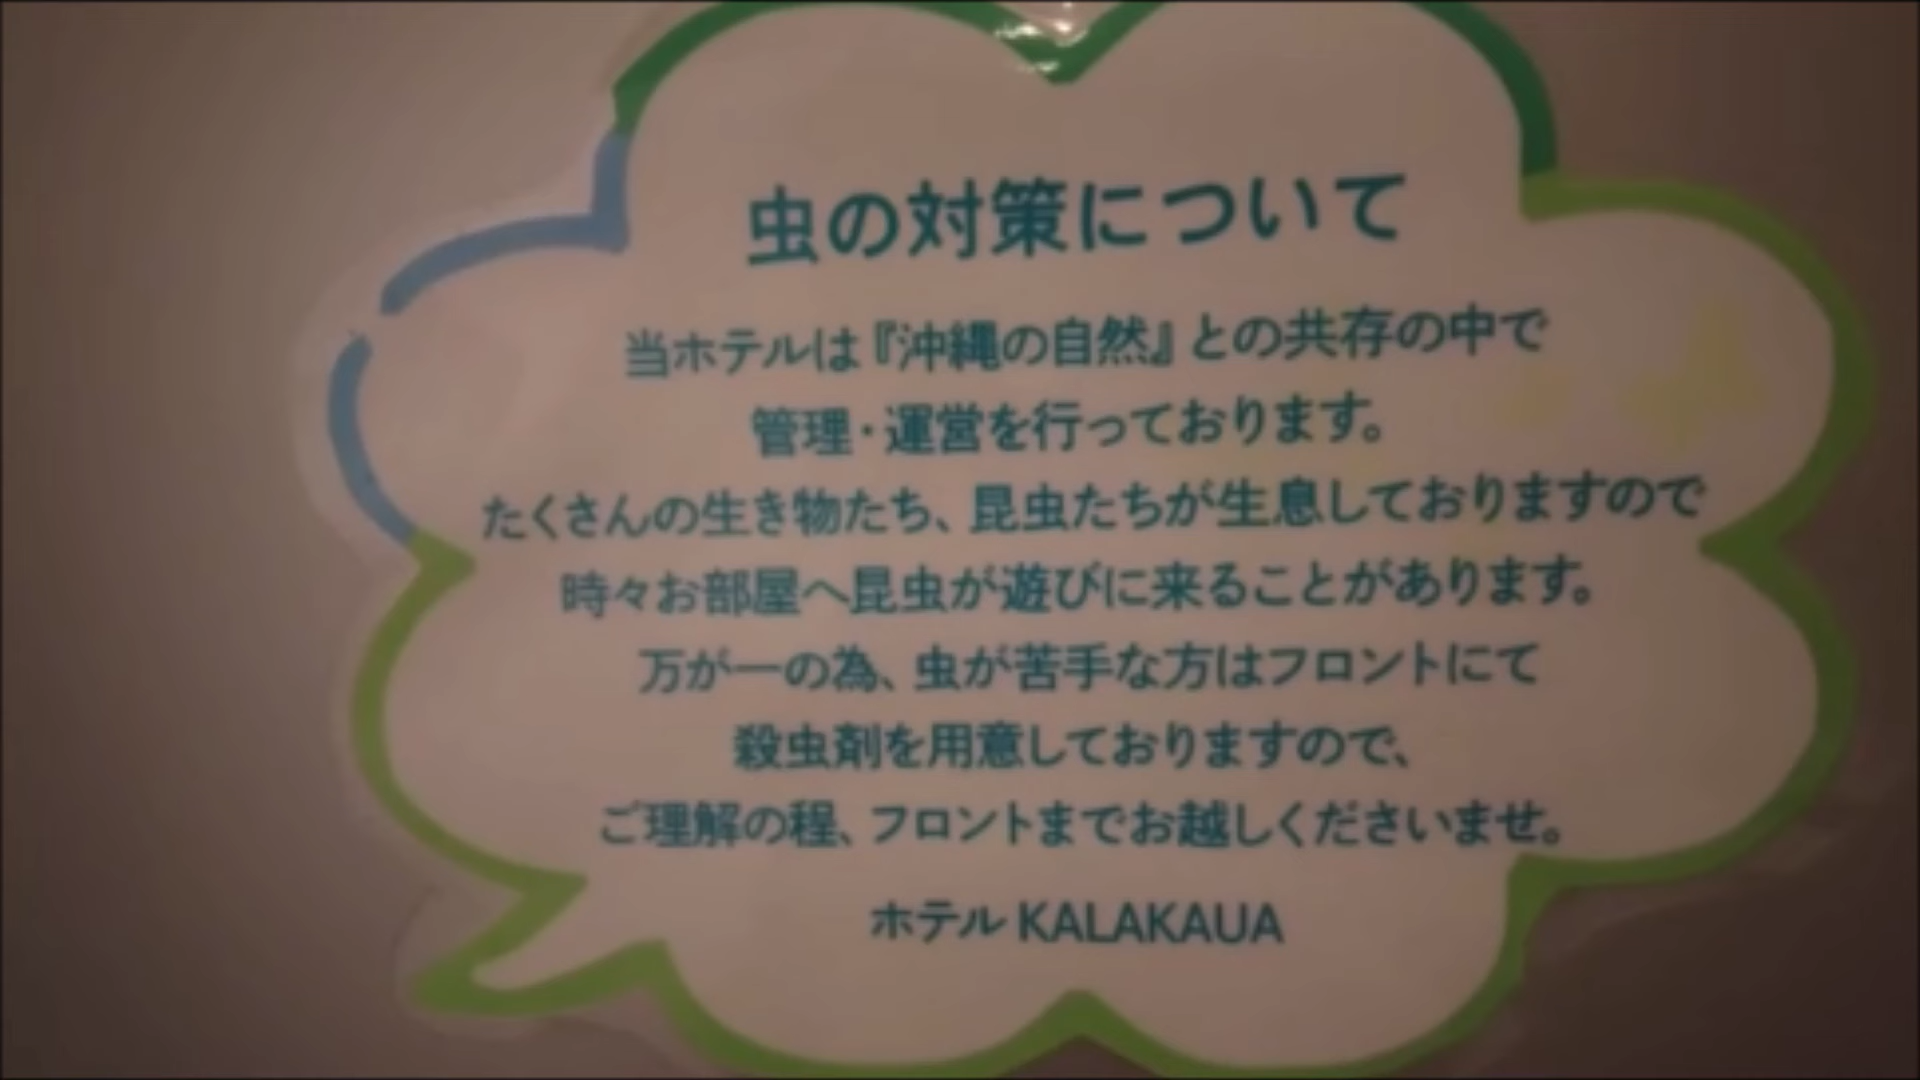 虫の対策について
当ホテルは『沖縄の自然』との共存の中で
管理・運営を行っております。
たくさんの生き物たち、昆虫たちが生息しておりますので
時々お部屋へ昆虫が遊びに来ることがあります。
万が一の為、虫が苦手な方はフロントにて
殺虫剤を用意しておりますので、
ご理解の程、フロントまでお越しくださいませ。
ホテル KALAKAUA